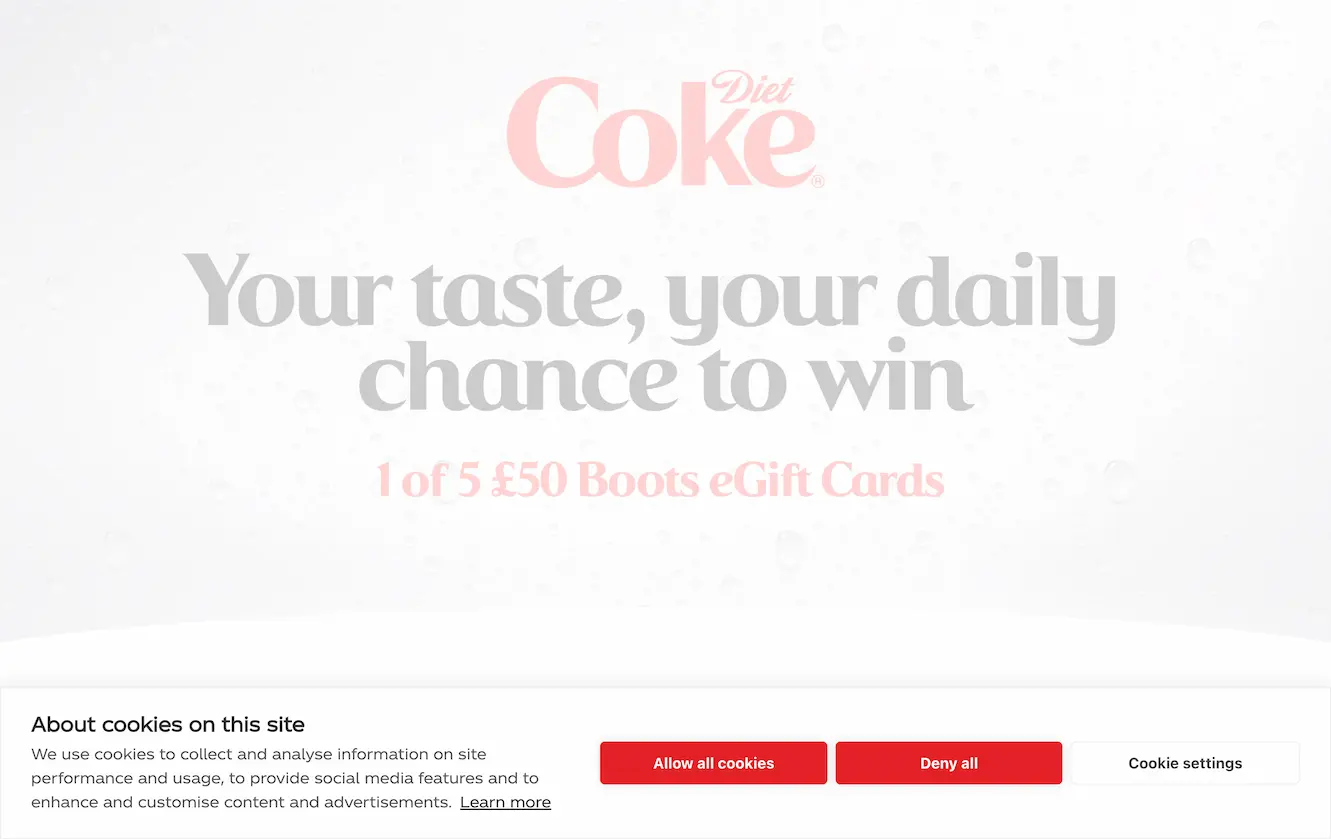 Diet
Coke®
Your taste, your daily
chance to win
1 of 5 £50 Boots eGift Cards
About cookies on this site
We use cookies to collect and analyse information on site
performance and usage, to provide social media features and to
enhance and customise content and advertisements. Learn more
Allow all cookies
Deny all
Cookie settings